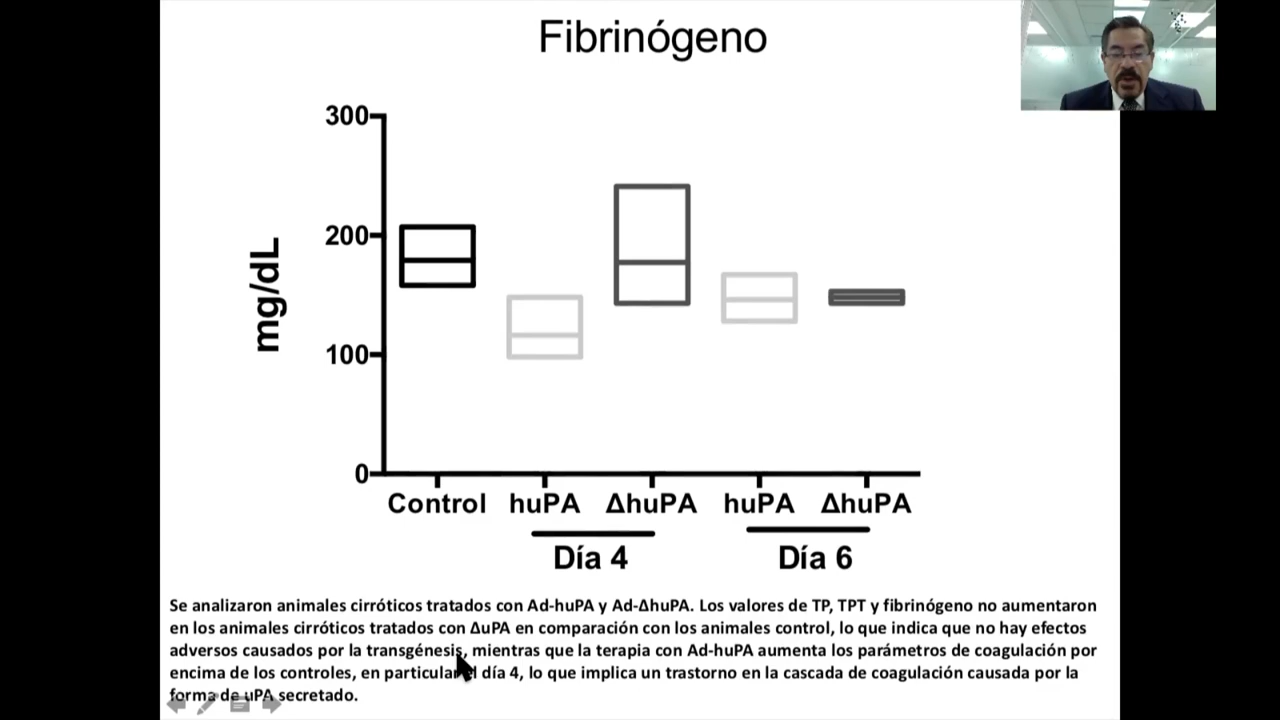 Fibrinógeno
300
200
100
0
mg/dL
Control huPA ΔhuPA huPA ΔhuPA
Día 4 Día 6
Se analizaron animales cirróticos tratados con Ad-huPA y Ad-ΔhuPA. Los valores de TP, TPT y fibrinógeno no aumentaron
en los animales cirróticos tratados con ΔuPA en comparación con los animales control, lo que indica que no hay efectos
adversos causados por la transgénesis, mientras que la terapia con Ad-huPA aumenta los parámetros de coagulación por
encima de los controles, en particular el día 4, lo que implica un trastorno en la cascada de coagulación causada por la
forma de uPA secretado.